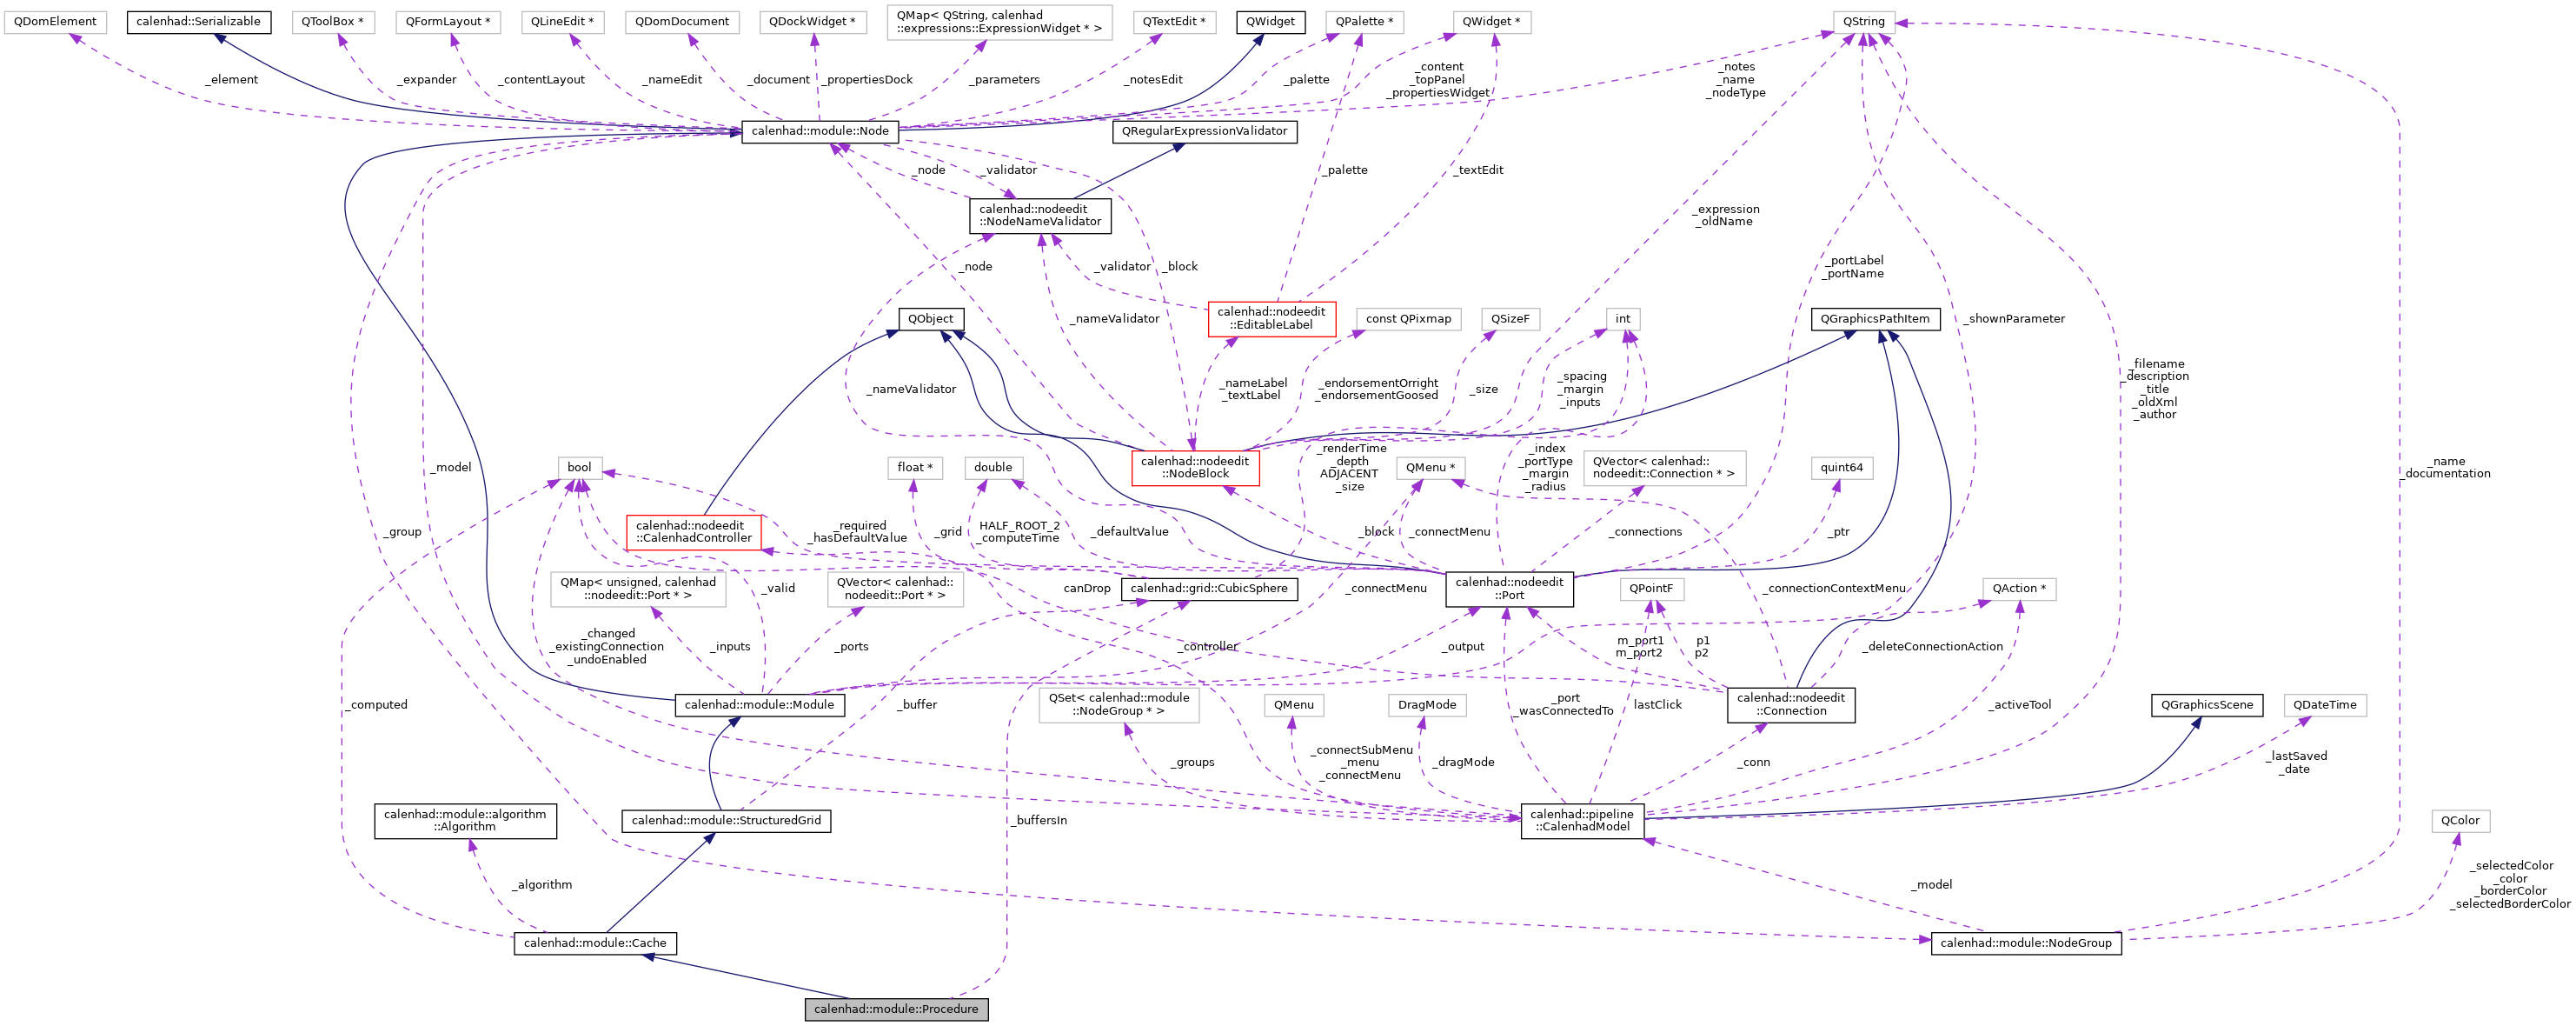 QDomElement
calenhad::Serializable
QToolBox *
QFormLayout *
QLineEdit *
QDomDocument
QDockWidget *
QMap< QString, calenhad
::expressions::ExpressionWidget * >
QTextEdit *
QWidget
QPalette *
QWidget *
QString
_element
_expander
_contentLayout
_nameEdit
_document
_propertiesDock
_parameters
_notesEdit
_palette
_content
_topPanel
_propertiesWidget
_notes
_name
_nodeType
calenhad::module::Node
QRegularExpressionValidator
_node
_validator
_palette
_textEdit
calenhad::nodeedit
::NodeNameValidator
_expression
_oldName
_node
_block
_validator
_portLabel
_portName
QObject
calenhad::nodeedit
::EditableLabel
const QPixmap
QSizeF
int
QGraphicsPathItem
_nameValidator
_shownParameter
_nameValidator
_nameLabel
_textLabel
_endorsementOrright
_endorsementGoosed
_size
_spacing
_margin
_inputs
_filename
_description
_title
_oldXml
_author
_model
bool
float *
double
calenhad::nodeedit
::NodeBlock
_renderTime
_depth
ADJACENT
_size
QMenu *
_index
_portType
_margin
_radius
QVector< calenhad::
nodeedit::Connection * >
quint64
_name
_documentation
_group
calenhad::nodeedit
::CalenhadController
_required
_hasDefaultValue
_grid
HALF_ROOT_2
_computeTime
_defaultValue
_block
_connectMenu
_connections
_ptr
QMap< unsigned, calenhad
::nodeedit::Port * >
_valid
QVector< calenhad::
nodeedit::Port * >
canDrop
calenhad::grid::CubicSphere
_connectMenu
calenhad::nodeedit
::Port
QPointF
_connectionContextMenu
QAction *
_changed
_existingConnection
_undoEnabled
_inputs
_ports
_controller
_output
m_port1
m_port2
p1
p2
_deleteConnectionAction
_computed
calenhad::module::Module
_buffer
QSet< calenhad::module
::NodeGroup * >
QMenu
DragMode
_port
_wasConnectedTo
lastClick
calenhad::nodeedit
::Connection
_activeTool
QGraphicsScene
QDateTime
_groups
_connectSubMenu
_menu
_connectMenu
_dragMode
_conn
_lastSaved
_date
calenhad::module::algorithm
::Algorithm
calenhad::module::StructuredGrid
_buffersIn
calenhad::pipeline
::CalenhadModel
QColor
_algorithm
_model
_selectedColor
_color
_borderColor
_selectedBorderColor
calenhad::module::Cache
calenhad::module::NodeGroup
calenhad::module::Procedure